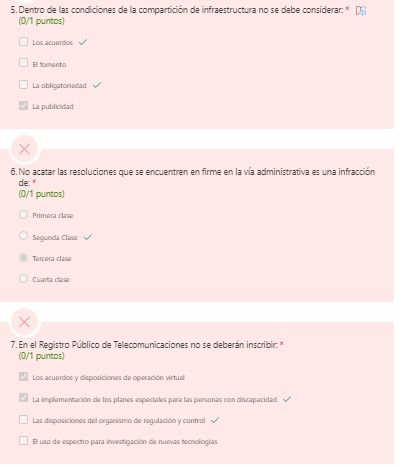 5. Dentro de las condiciones de la compartición de infraestructura no se debe considerar: *
(0/1 puntos)
Los acuerdos
El fomento
La obligatoriedad
La publicidad
6. No acatar las resoluciones que se encuentren en firme en la vía administrativa es una infracción
de: *
(0/1 puntos)
Primera clase
Segunda Clase
Tercera clase
Cuarta clase
7. En el Registro Público de Telecomunicaciones no se deberán inscribir: *
(0/1 puntos)
Los acuerdos y disposiciones de operación virtual
La implementación de los planes especiales para las personas con discapacidad
Las disposiciones del organismo de regulación y control
El uso de espectro para investigación de nuevas tecnologías